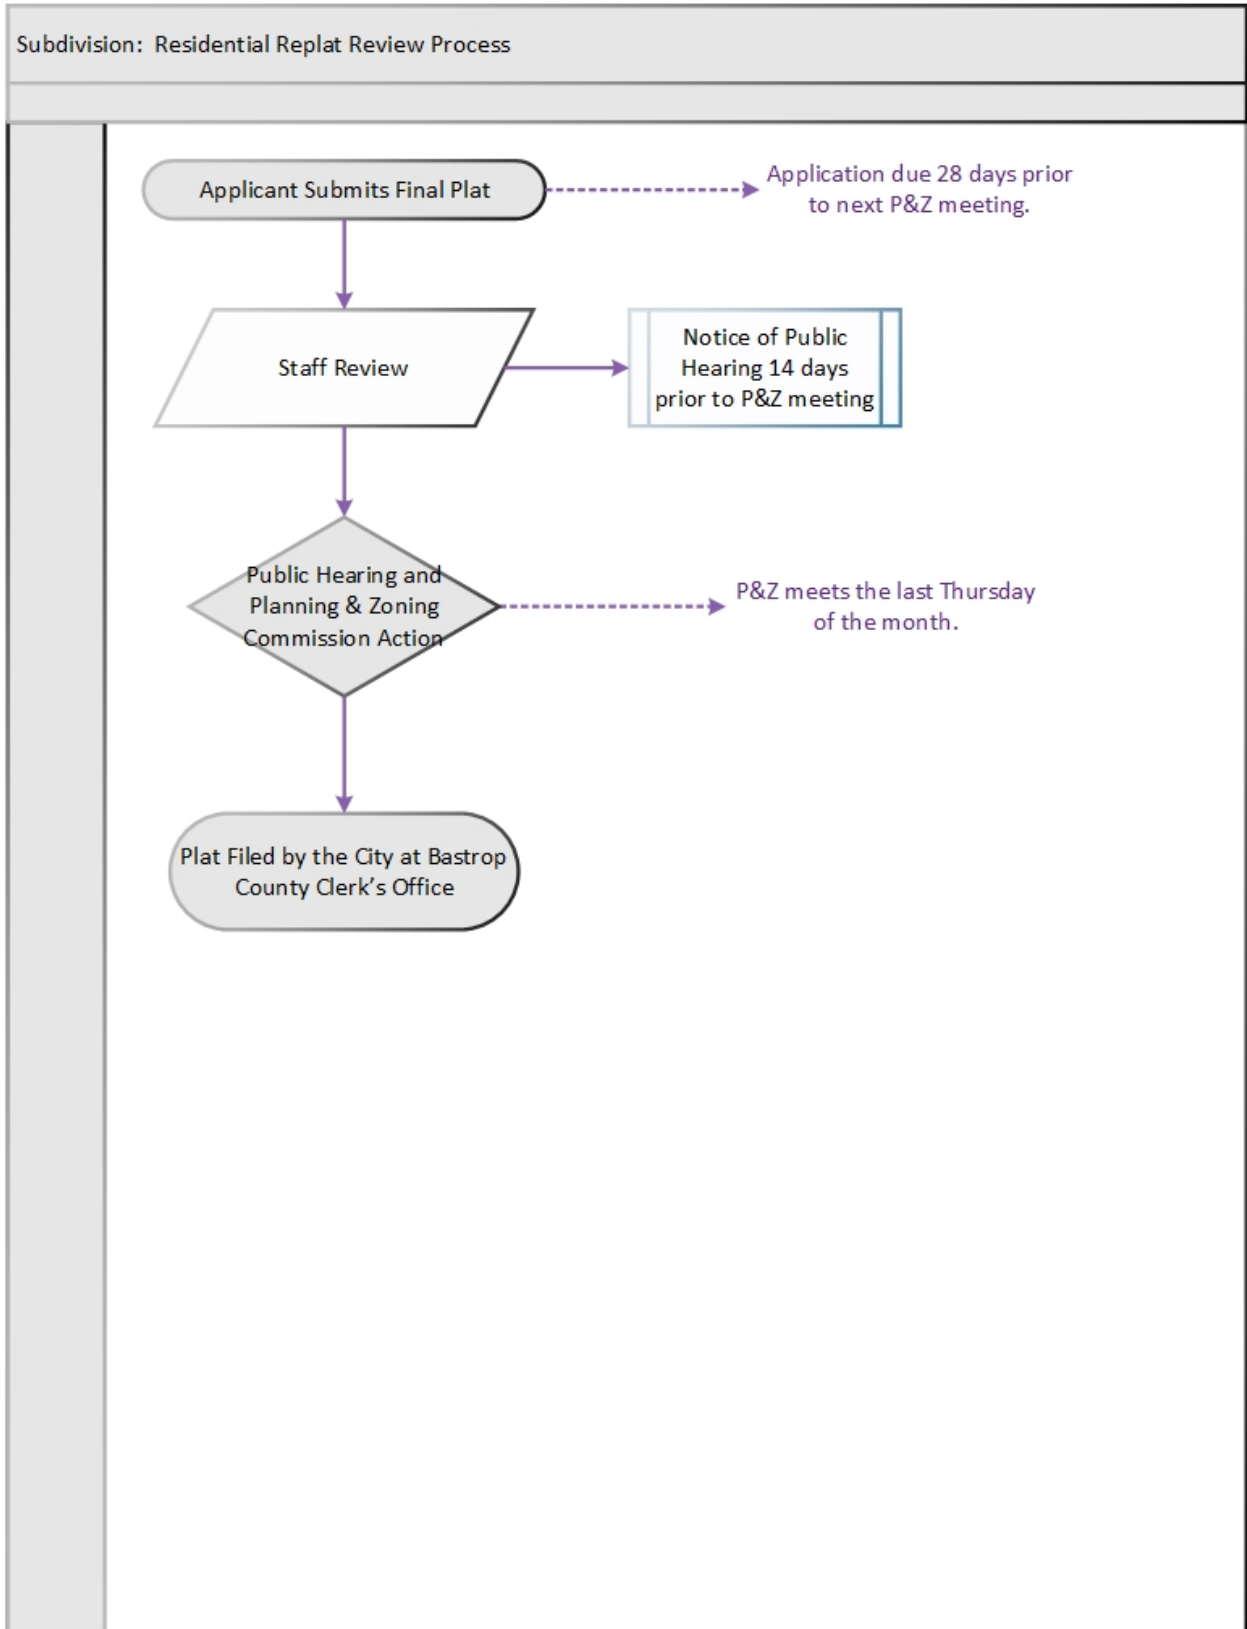 Subdivision: Residential Replat Review Process
Applicant Submits Final Plat
Application due 28 days prior
to next P&Z meeting.
Staff Review
Notice of Public
Hearing 14 days
prior to P&Z meeting
Public Hearing and
Planning & Zoning
Commission Action
P&Z meets the last Thursday
of the month.
Plat Filed by the City at Bastrop
County Clerk’s Office